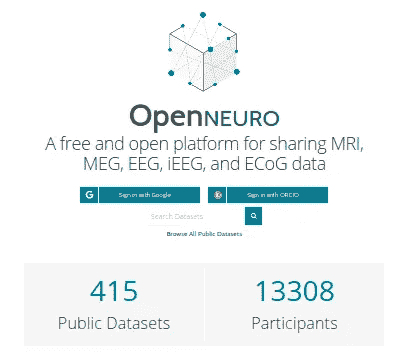 OpenNEURO
A free and open platform for sharing MRI,
MEG, EEG, iEEG, and ECoG data
G Sign in with Google
iD Sign in with ORCID
Search Datasets
Browse All Public Datasets
415
13308
Public Datasets
Participants